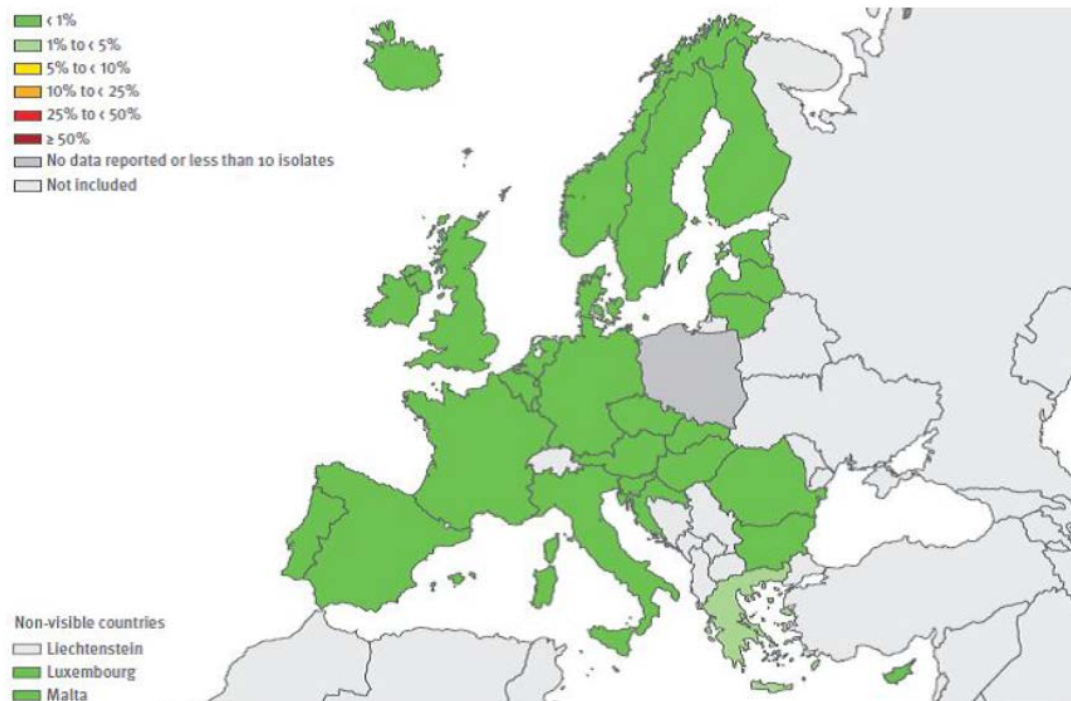 < 1%
1% to < 5%
5% to < 10%
10% to < 25%
25% to < 50%
≥ 50%
No data reported or less than 10 isolates
Not included
Non-visible countries
Liechtenstein
Luxembourg
Malta